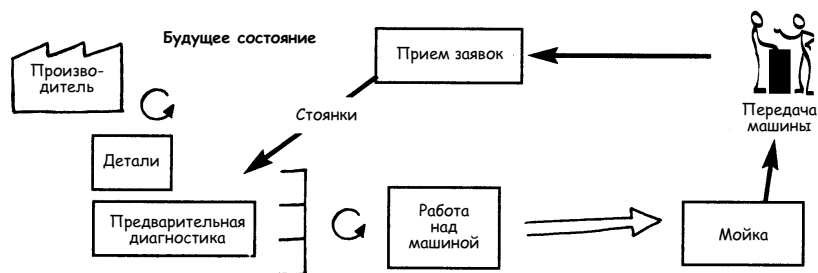 Будущее состояние
Произво-
дитель
Прием заявок
Стоянки
Передача
машины
Детали
Предварительная
диагностика
Работа
над
машиной
Мойка